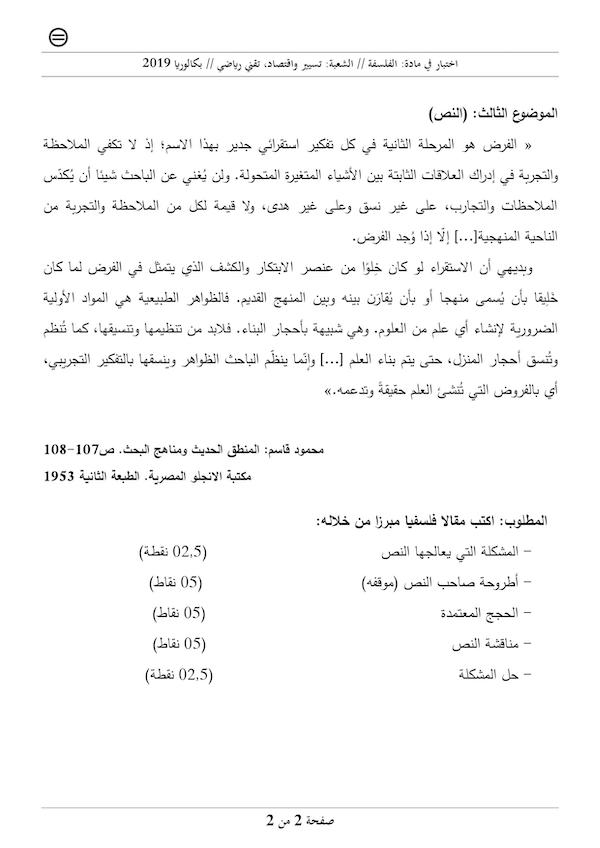 اختبار في مادة: الفلسفة // الشعبة: تسيير واقتصاد، تقني رياضي // بكالوريا 2019
الموضوع الثالث: (النص)
« الفرض هو المرحلة الثانية في كل تفكير استقرائي جدير بهذا الاسم؛ إذ لا تكفي الملاحظة
والتجربة في إدراك العلاقات الثابتة بين الأشياء المتغيرة المتحولة. ولن يُغني عن الباحث شيئا أن يُكدّس
الملاحظات والتجارب، على غير نسق وعلى غير هدى، ولا قيمة لكل من الملاحظة والتجربة من
الناحية المنهجية[...] إلّا إذا وُجد الفرض.
وبديهي أن الاستقراء لو كان خِلوًا من عنصر الابتكار والكشف الذي يتمثل في الفرض لما كان
خَلِيقا بأن يُسمى منهجا أو بأن يُقارَن بينه وبين المنهج القديم. فالظواهر الطبيعية هي المواد الأولية
الضرورية لإنشاء أي علم من العلوم. وهي شبيهة بأحجار البناء. فلابد من تنظيمها وتنسيقها، كما تُنظم
وتُنسق أحجار المنزل، حتى يتم بناء العلم [...] وإنّما ينظّم الباحث الظواهر وينسقها بالتفكير التجريبي،
أي بالفروض التي تُنشئ العلم حقيقةً وتدعمه.»
محمود قاسم: المنطق الحديث ومناهج البحث. ص107-108
مكتبة الانجلو المصرية. الطبعة الثانية 1953
المطلوب: اكتب مقالا فلسفيا مبرزا من خلاله:
- المشكلة التي يعالجها النص (02,5 نقطة)
- أطروحة صاحب النص (موقفه) (05 نقاط)
- الحجج المعتمدة (05 نقاط)
- مناقشة النص (05 نقاط)
- حل المشكلة (02,5 نقطة)
صفحة 2 من 2